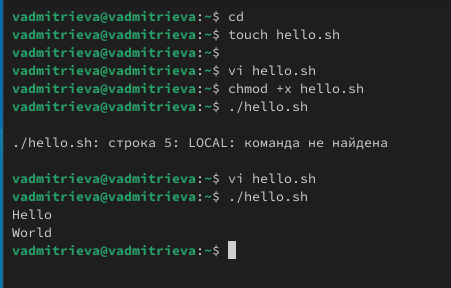 vadmitrieva@vadmitrieva:~$ cd
vadmitrieva@vadmitrieva:~$ touch hello.sh
vadmitrieva@vadmitrieva:~$
vadmitrieva@vadmitrieva:~$ vi hello.sh
vadmitrieva@vadmitrieva:~$ chmod +x hello.sh
vadmitrieva@vadmitrieva:~$ ./hello.sh
./hello.sh: строка 5: LOCAL: команда не найдена
vadmitrieva@vadmitrieva:~$ vi hello.sh
vadmitrieva@vadmitrieva:~$ ./hello.sh
Hello
World
vadmitrieva@vadmitrieva:~$